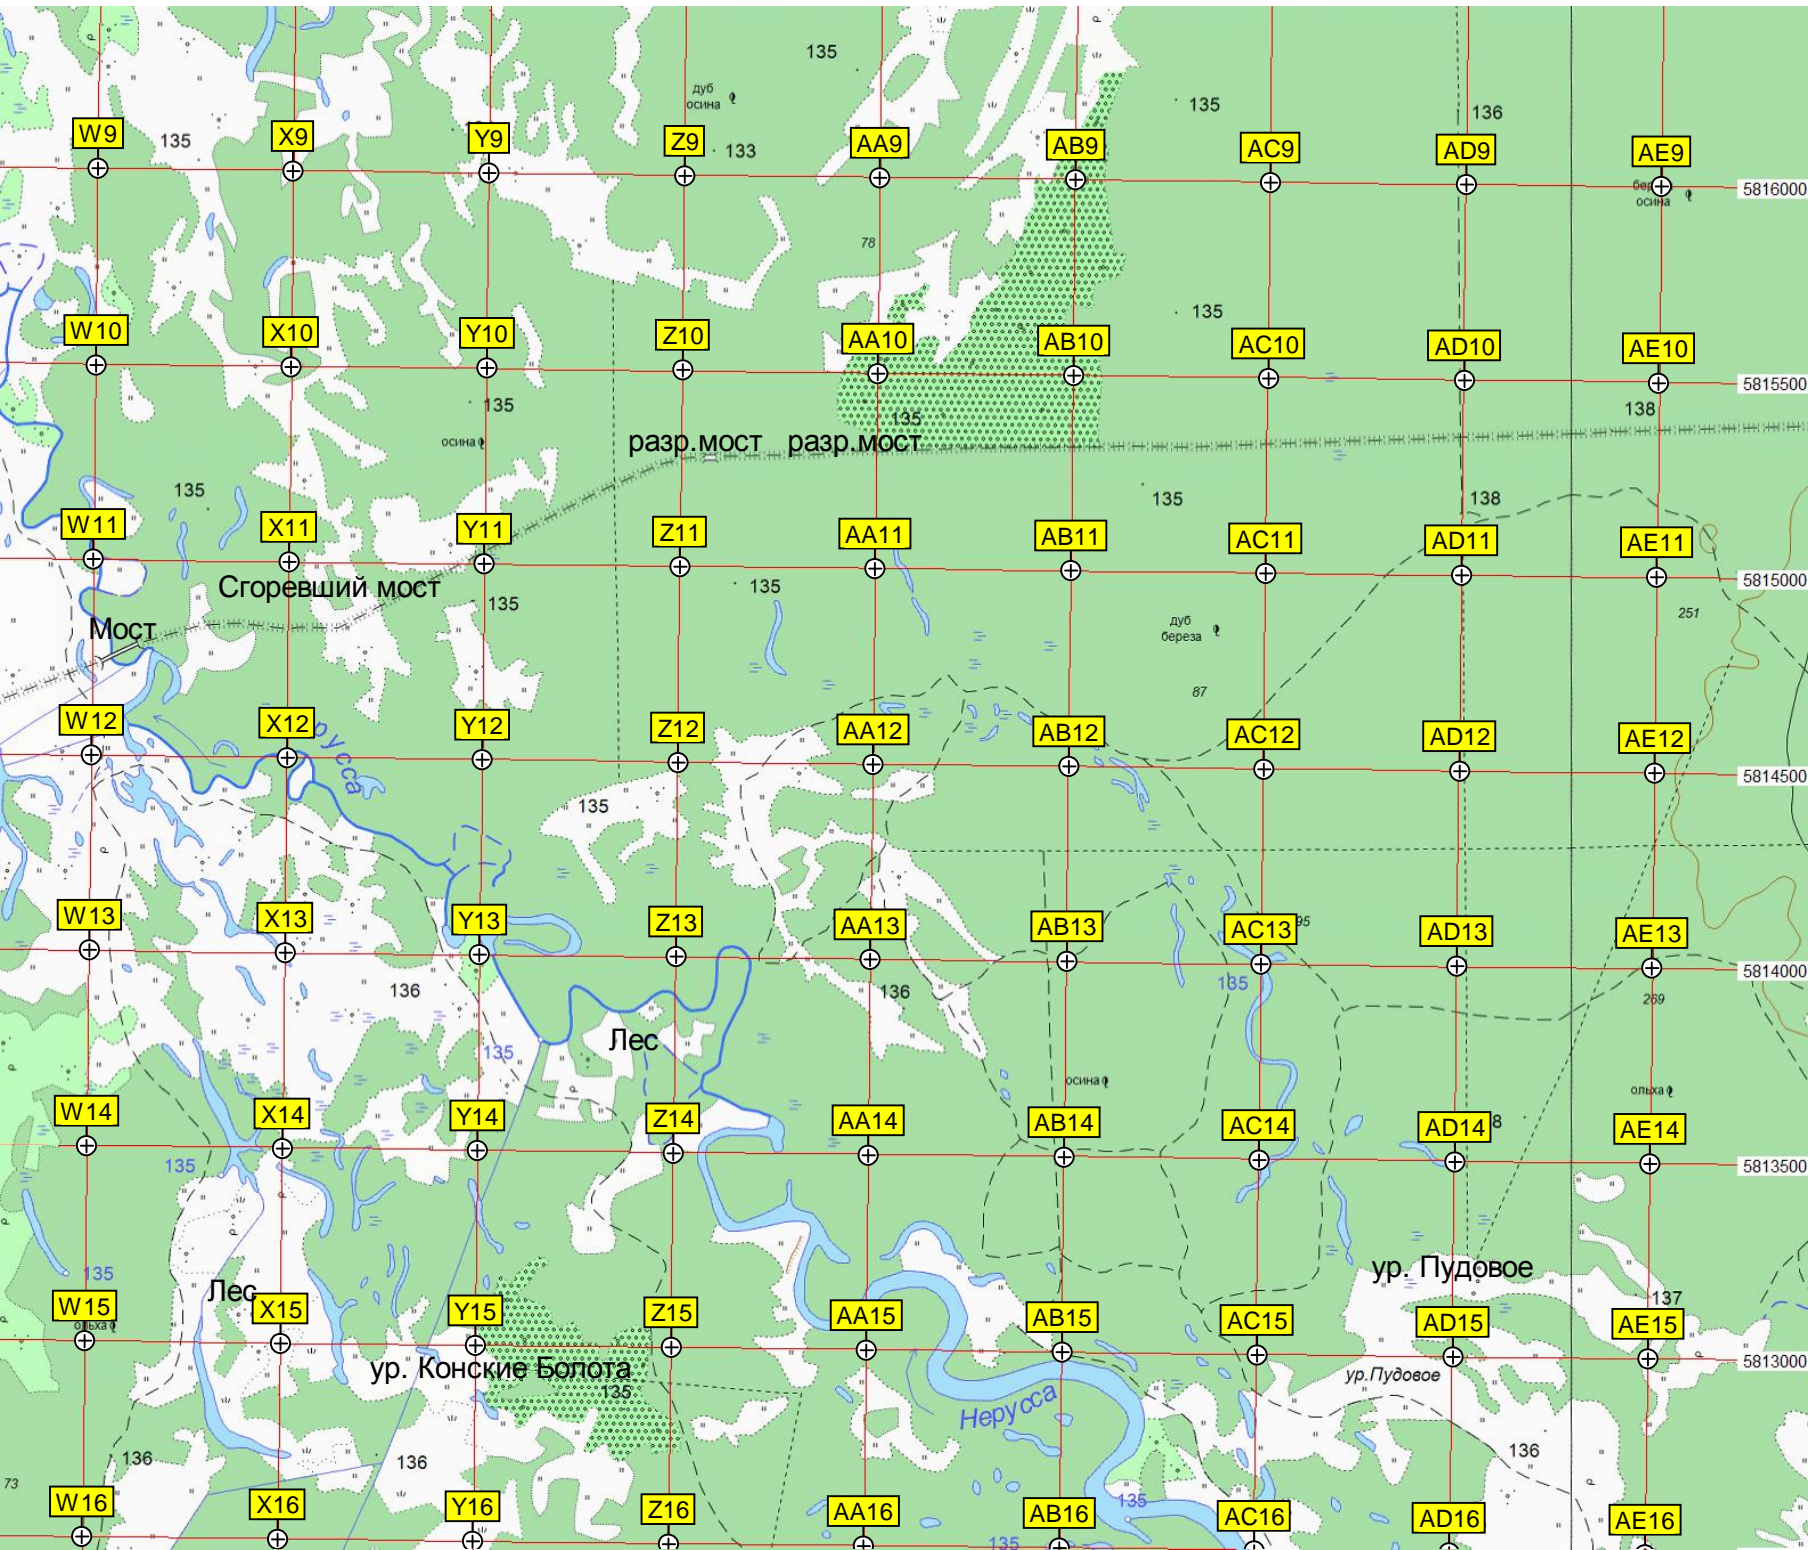 135
дуб
осина
135
136
W9
135
X9
Y9
Z9
133
AA9
AB9
AC9
AD9
AE9
осина
5816000
78
135
W10
X10
Y10
Z10
AA10
AB10
AC10
AD10
AE10
5815500
135
135
138
осина
разр.мост
разр.мост
135
135
138
W11
X11
Y11
Z11
AA11
AB11
AC11
AD11
AE11
5815000
Сгоревший мост
135
135
251
Мост
дуб
береза
87
W12
X12
русса
Y12
Z12
AA12
AB12
AC12
AD12
AE12
5814500
135
W13
X13
Y13
Z13
AA13
AB13
AC13
95
AD13
AE13
5814000
136
136
135
269
135
Лес
осина
ольха
W14
X14
Y14
Z14
AA14
AB14
AC14
AD14
8
AE14
5813500
135
135
ур. Пудовое
Лес
137
W15
ольха
X15
Y15
Z15
AA15
AB15
AC15
AD15
AE15
5813000
ур. Конские Болота
135
ур.Пудовое
Нерусса
136
136
136
73
W16
X16
Y16
Z16
AA16
AB16
135
AC16
AD16
AE16
135